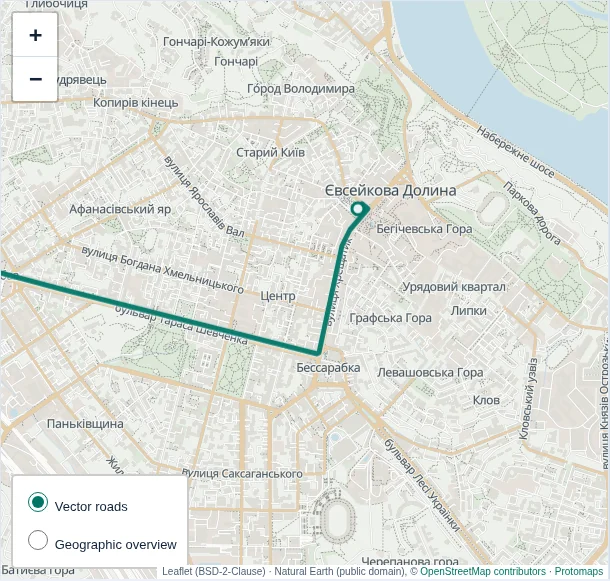 Глибочиця
+
−
Гончарі-Кожум'яки
Гончарі
Копирів кінець
Город Володимира
Набережне шосе
Старий Київ
вулиця Ярославів Вал
Євсейкова Долина
Паркова дорога
Афанасівський яр
Бегічевська Гора
вулиця Богдана Хмельницького
Урядовий квартал
Центр
Липки
Графська Гора
бульвар Тараса Шевченка
Бессарабка
Левашовська Гора
Кловський узвіз
Клов
Паньківщина
вулиця Саксаганського
бульвар Лесі Українки
Vector roads
Geographic overview
Черепанова гора
Батиєва гора
Leaflet (BSD-2-Clause) · Natural Earth (public domain), © OpenStreetMap contributors · Protomaps